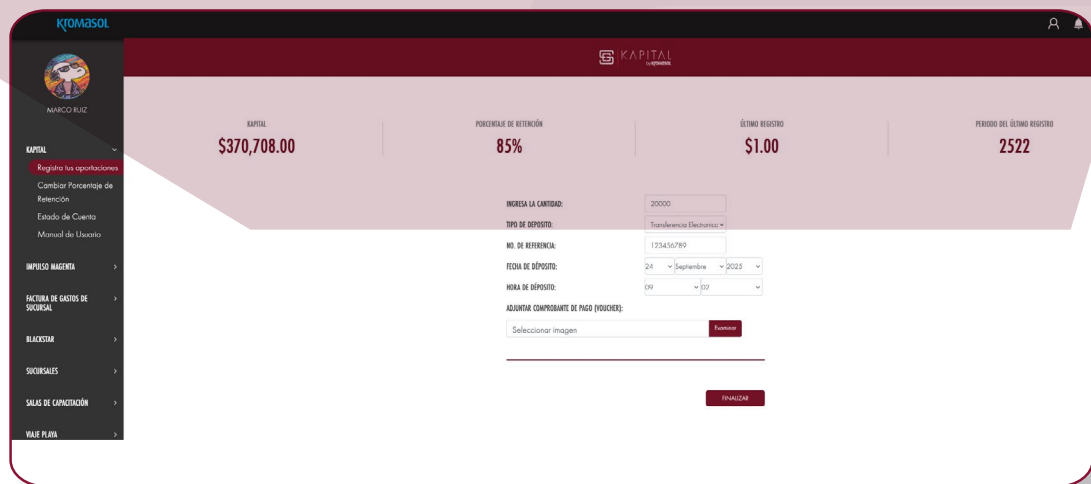 KROMASOL
KAPITAL
by KROMASOL
MARCO RUIZ
KAPITAL
Registra tus aportaciones
Cambiar Porcentaje de
Retención
Estado de Cuenta
Manual de Usuario
IMPULSO MAGENTA
FACTURA DE GASTOS DE
SUCURSAL
BLACKSTAR
SUCURSALES
SALAS DE CAPACITACIÓN
VIAJE PLAYA
KAPITAL
$370,708.00
PORCENTAJE DE RETENCIÓN
85%
ÚLTIMO REGISTRO
$1.00
PERIODO DEL ÚLTIMO REGISTRO
2522
INGRESA LA CANTIDAD: 20000
TIPO DE DEPOSITO: Transferencia Electronica
NO. DE REFERENCIA: 123456789
FECHA DE DÉPOSITO: 24 Septiembre 2025
HORA DE DÉPOSITO: 09 02
ADJUNTAR COMPROBANTE DE PAGO (VOUCHER):
Seleccionar imagen Examinar
FINALIZAR